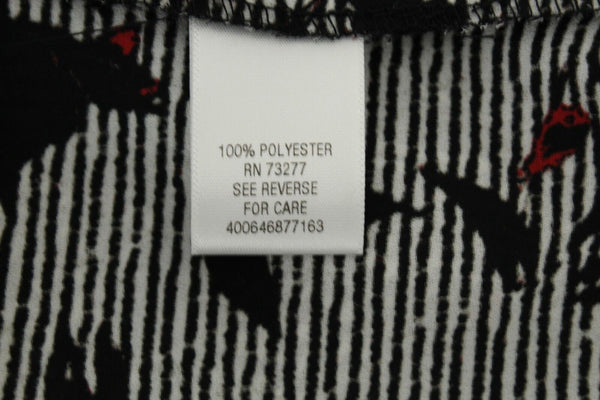 100% POLYESTER
RN 73277
SEE REVERSE
FOR CARE
400646877163